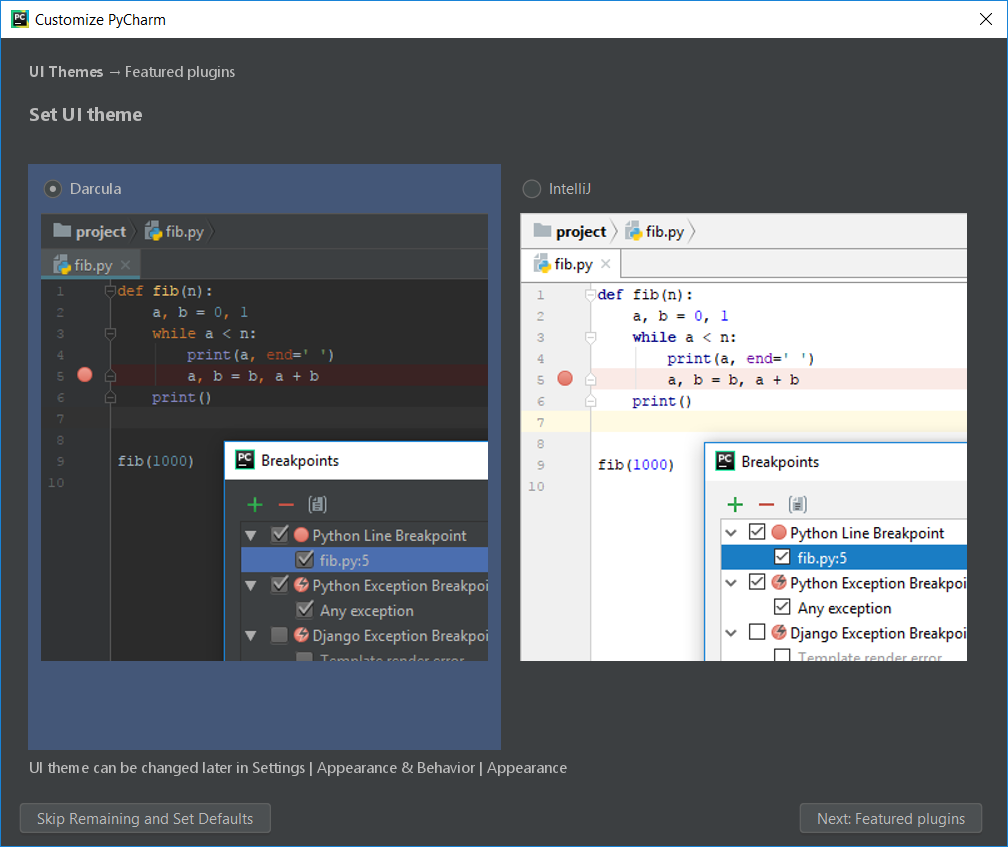 Customize PyCharm
UI Themes → Featured plugins
Set UI theme
Darcula
project fib.py
fib.py
1 def fib(n):
2 a, b = 0, 1
3 while a < n:
4 print(a, end=' ')
5 a, b = b, a + b
6 print()
7
8
9 fib(1000)
10
PC Breakpoints
Python Line Breakpoint
fib.py:5
Python Exception Breakpoi
Any exception
Django Exception Breakpoi
Template render error
IntelliJ
project fib.py
fib.py
1 def fib(n):
2 a, b = 0, 1
3 while a < n:
4 print(a, end=' ')
5 a, b = b, a + b
6 print()
7
8
9 fib(1000)
10
PC Breakpoints
Python Line Breakpoint
fib.py:5
Python Exception Breakpoi
Any exception
Django Exception Breakpoi
Template render error
UI theme can be changed later in Settings | Appearance & Behavior | Appearance
Skip Remaining and Set Defaults
Next: Featured plugins